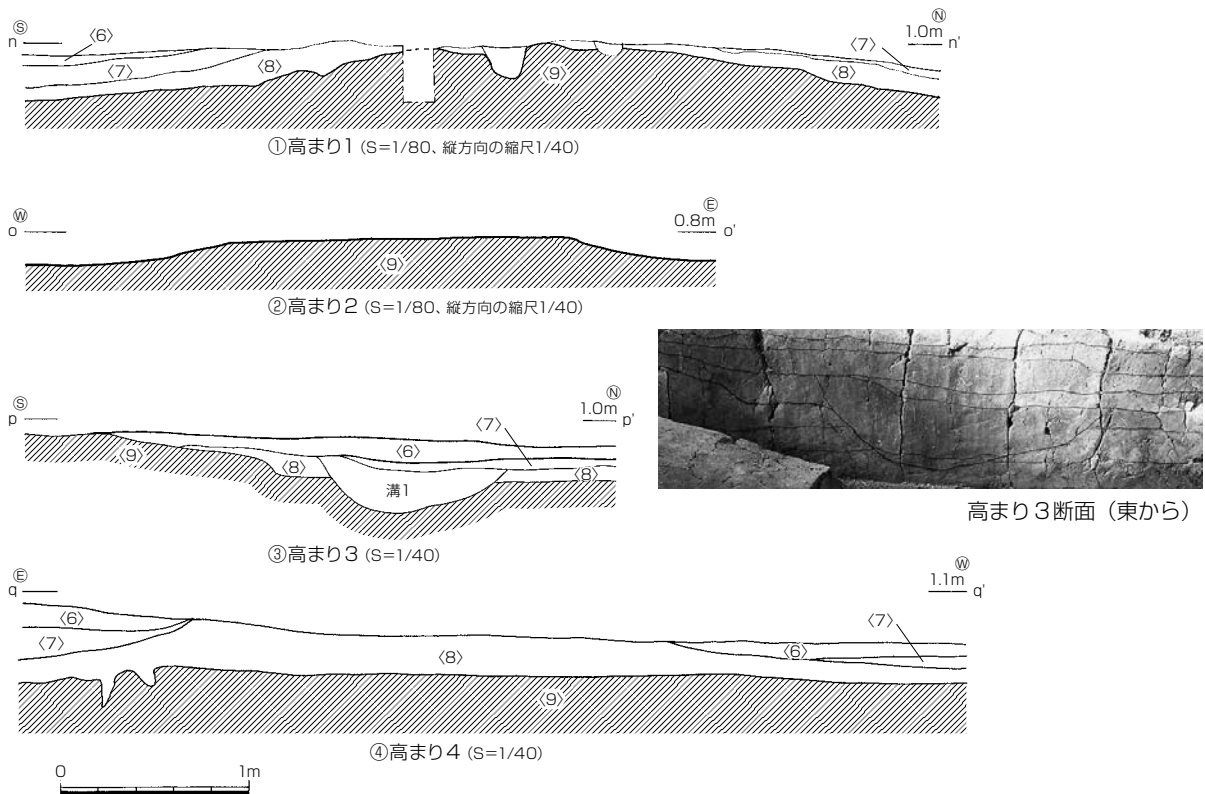 Ⓢ
n
〈6〉
〈7〉
〈8〉
〈9〉
Ⓝ
1.0m n'
〈7〉
〈8〉
①高まり1 (S=1/80、縦方向の縮尺1/40)
Ⓦ
o
〈9〉
Ⓔ
0.8m o'
②高まり2 (S=1/80、縦方向の縮尺1/40)
Ⓢ
p
〈9〉
〈8〉
溝1
〈6〉
〈7〉
〈8〉
Ⓝ
1.0m p'
③高まり3 (S=1/40)
高まり3断面（東から）
Ⓔ
q
〈6〉
〈7〉
〈8〉
〈9〉
〈6〉
〈7〉
Ⓦ
1.1m q'
④高まり4 (S=1/40)
0 1m